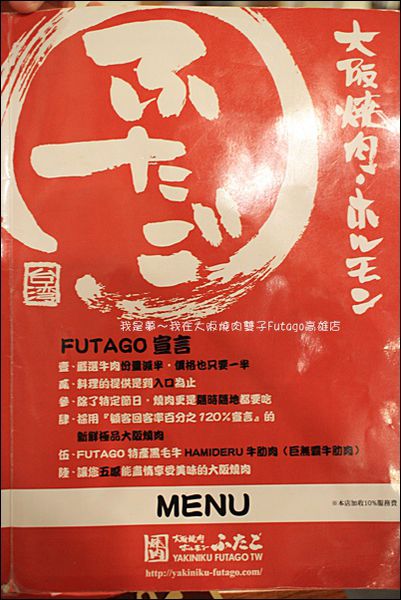 大阪焼肉・ホルモン
ふたご
台湾
我是夢～我在大阪燒肉雙子Futago高雄店
FUTAGO 宣言
壹．嚴選牛肉份量減半，價格也只要一半
貳．料理的提供是到入口為止
參．除了特定節日，燒肉更是隨時隨地都要吃
肆．採用『顧客回客率百分之120%宣言』的
新鮮極品大阪燒肉
伍．FUTAGO 特產黑毛牛 HAMIDERU 牛肋肉（巨無霸牛肋肉）
陸．讓您五感能盡情享受美味的大阪燒肉
MENU
※本店加收10%服務費
大阪焼肉
ホルモン
ふたご
YAKINIKU FUTAGO TW
http://yakiniku-futago.com/